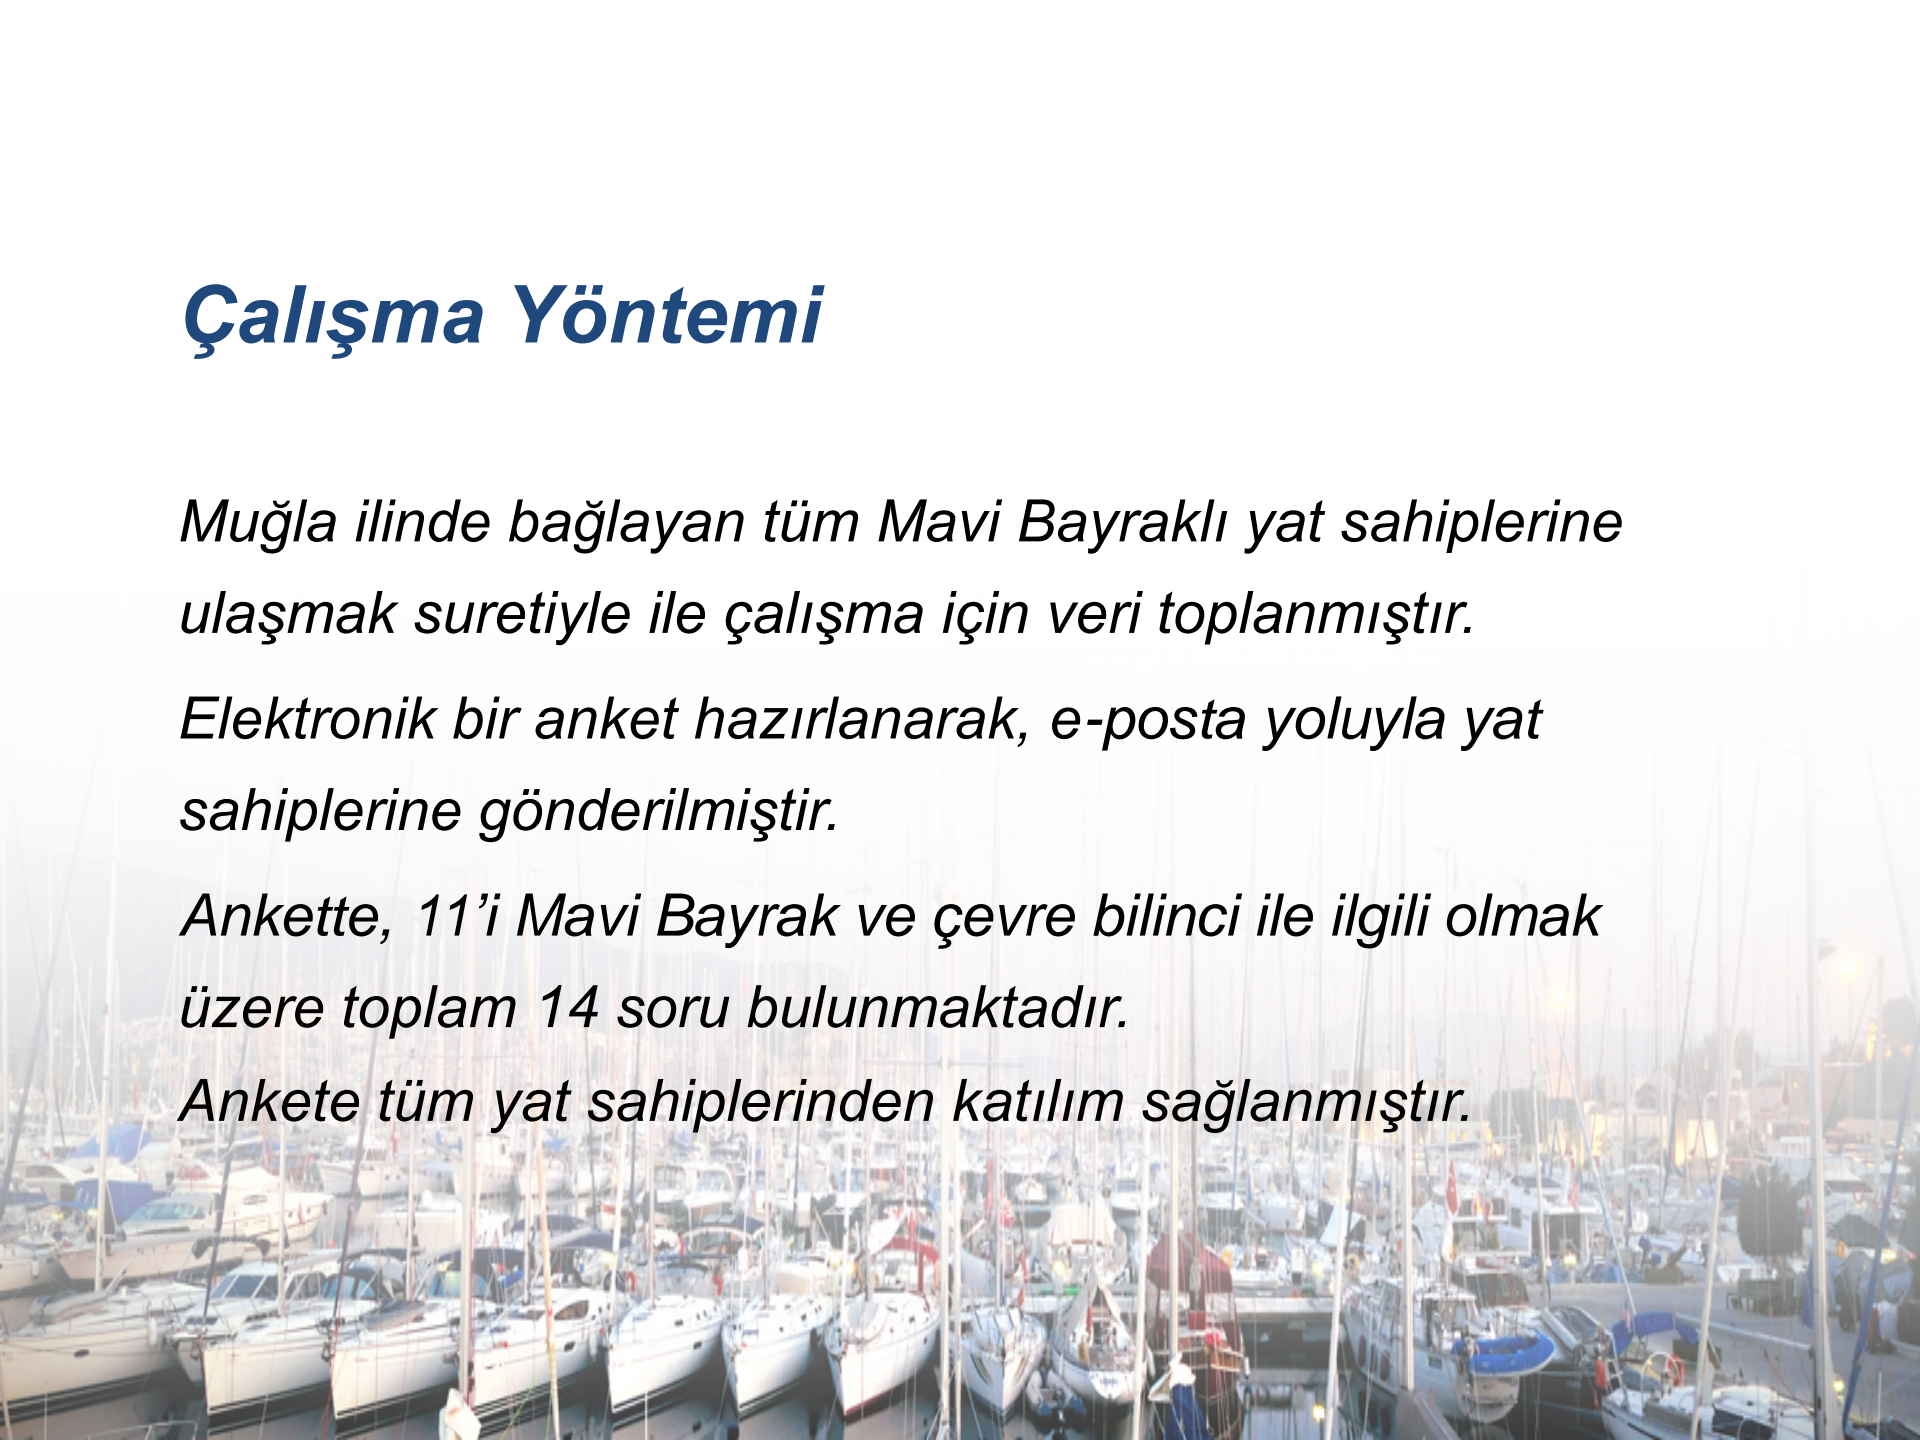 Çalışma Yöntemi
Muğla ilinde bağlayan tüm Mavi Bayraklı yat sahiplerine
ulaşmak suretiyle ile çalışma için veri toplanmıştır.
Elektronik bir anket hazırlanarak, e-posta yoluyla yat
sahiplerine gönderilmiştir.
Ankette, 11’i Mavi Bayrak ve çevre bilinci ile ilgili olmak
üzere toplam 14 soru bulunmaktadır.
Ankete tüm yat sahiplerinden katılım sağlanmıştır.